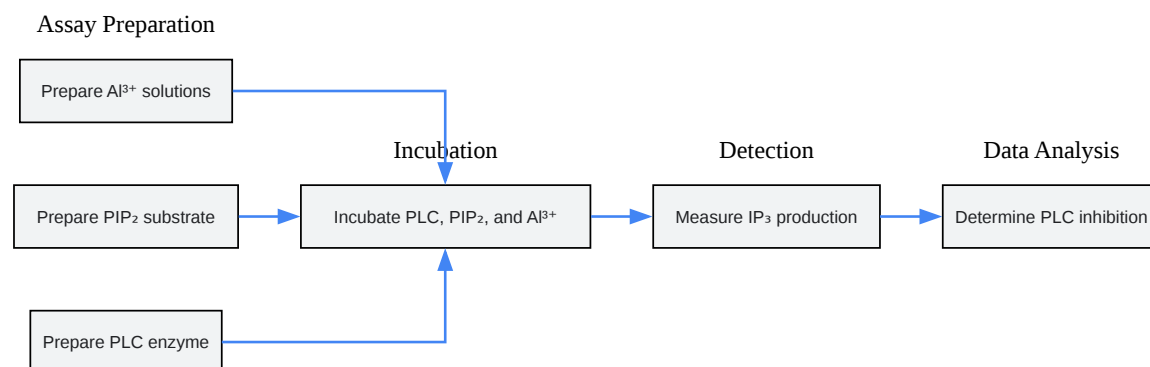 Assay Preparation
Prepare Al³⁺ solutions
Incubation
Detection
Data Analysis
Prepare PIP₂ substrate
Incubate PLC, PIP₂, and Al³⁺
Measure IP₃ production
Determine PLC inhibition
Prepare PLC enzyme